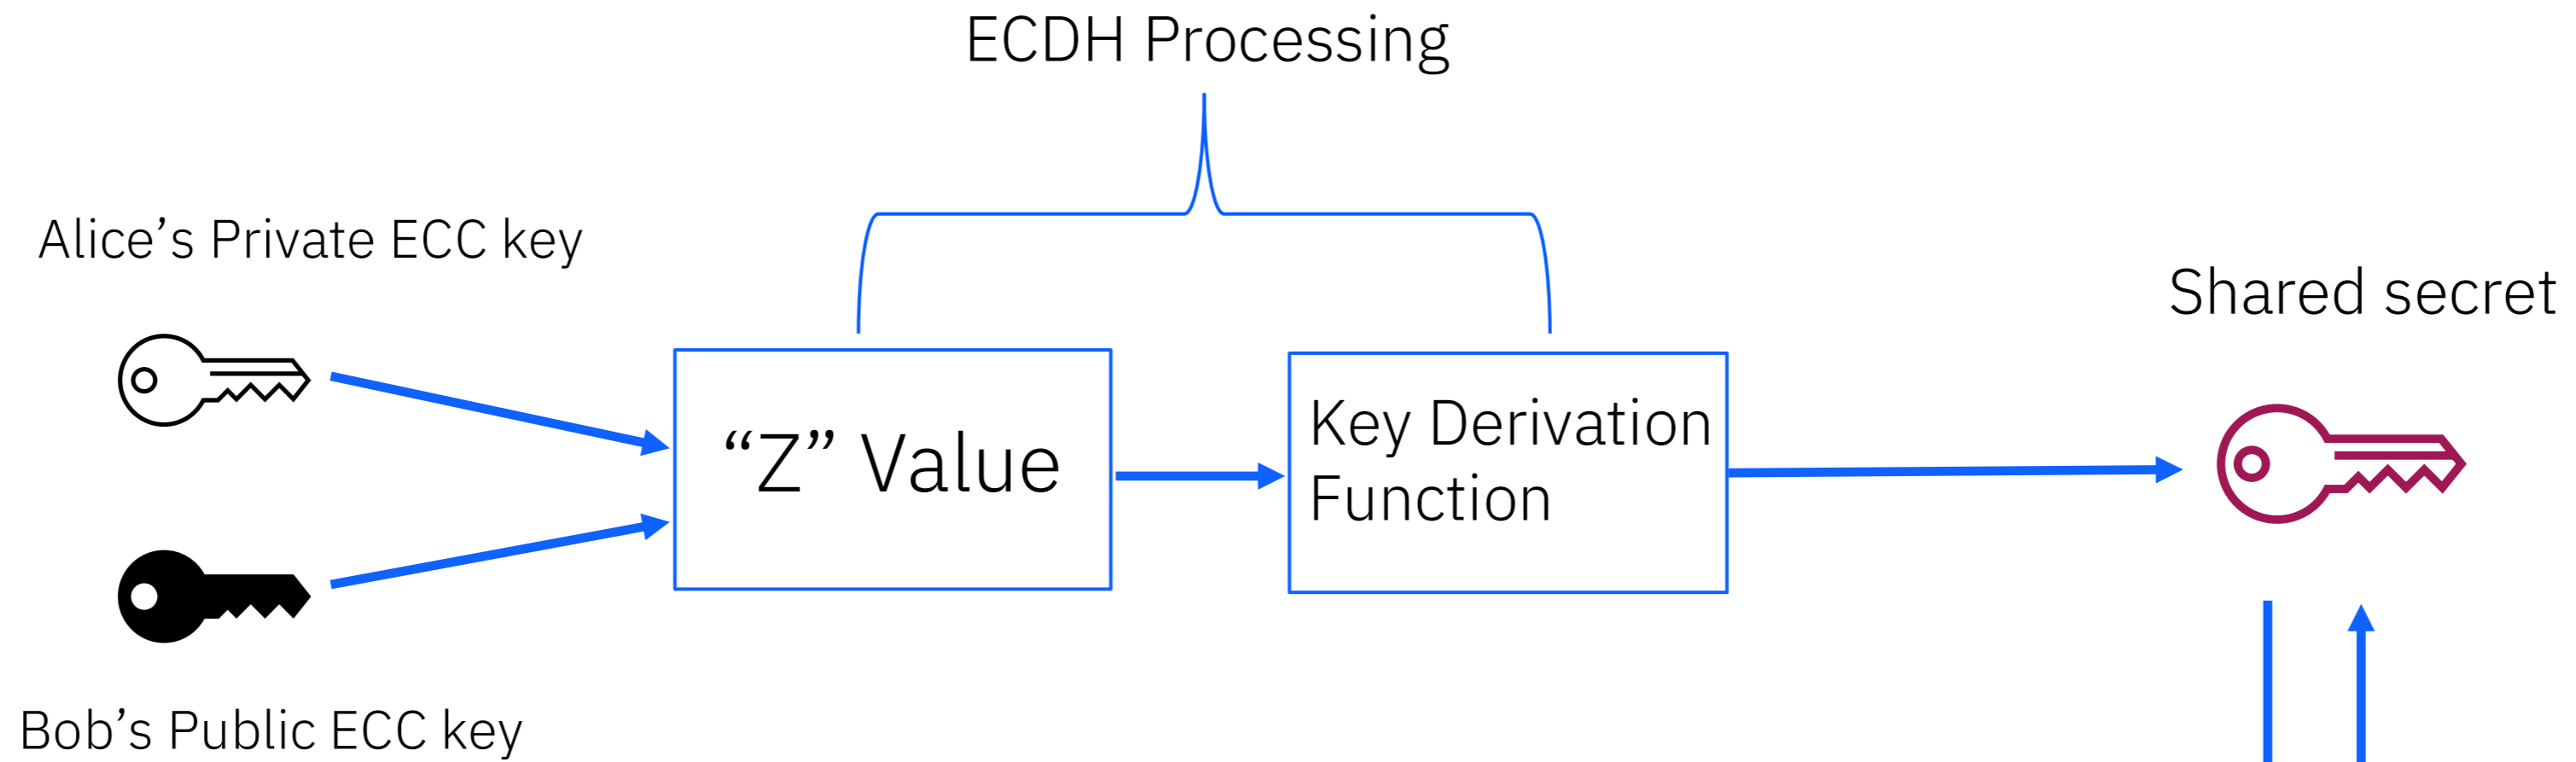 ECDH Processing
Alice’s Private ECC key
Shared secret
“Z” Value
Key Derivation
Function
Bob’s Public ECC key